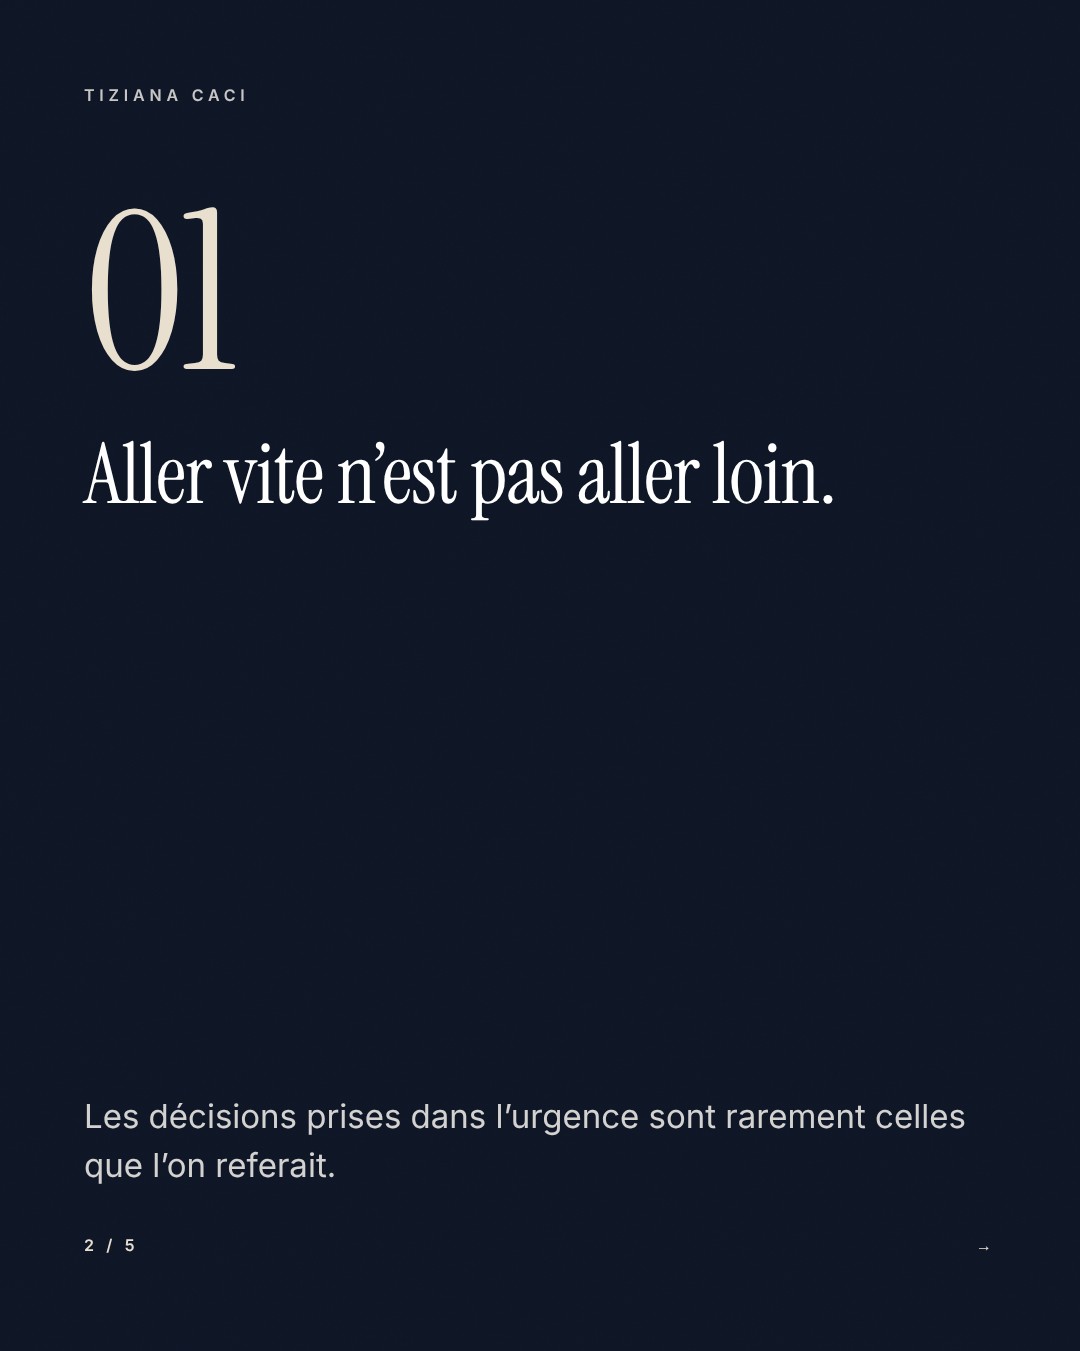 TIZIANA CACI
01
Aller vite n’est pas aller loin.
Les décisions prises dans l’urgence sont rarement celles
que l’on referait.
2 / 5
→